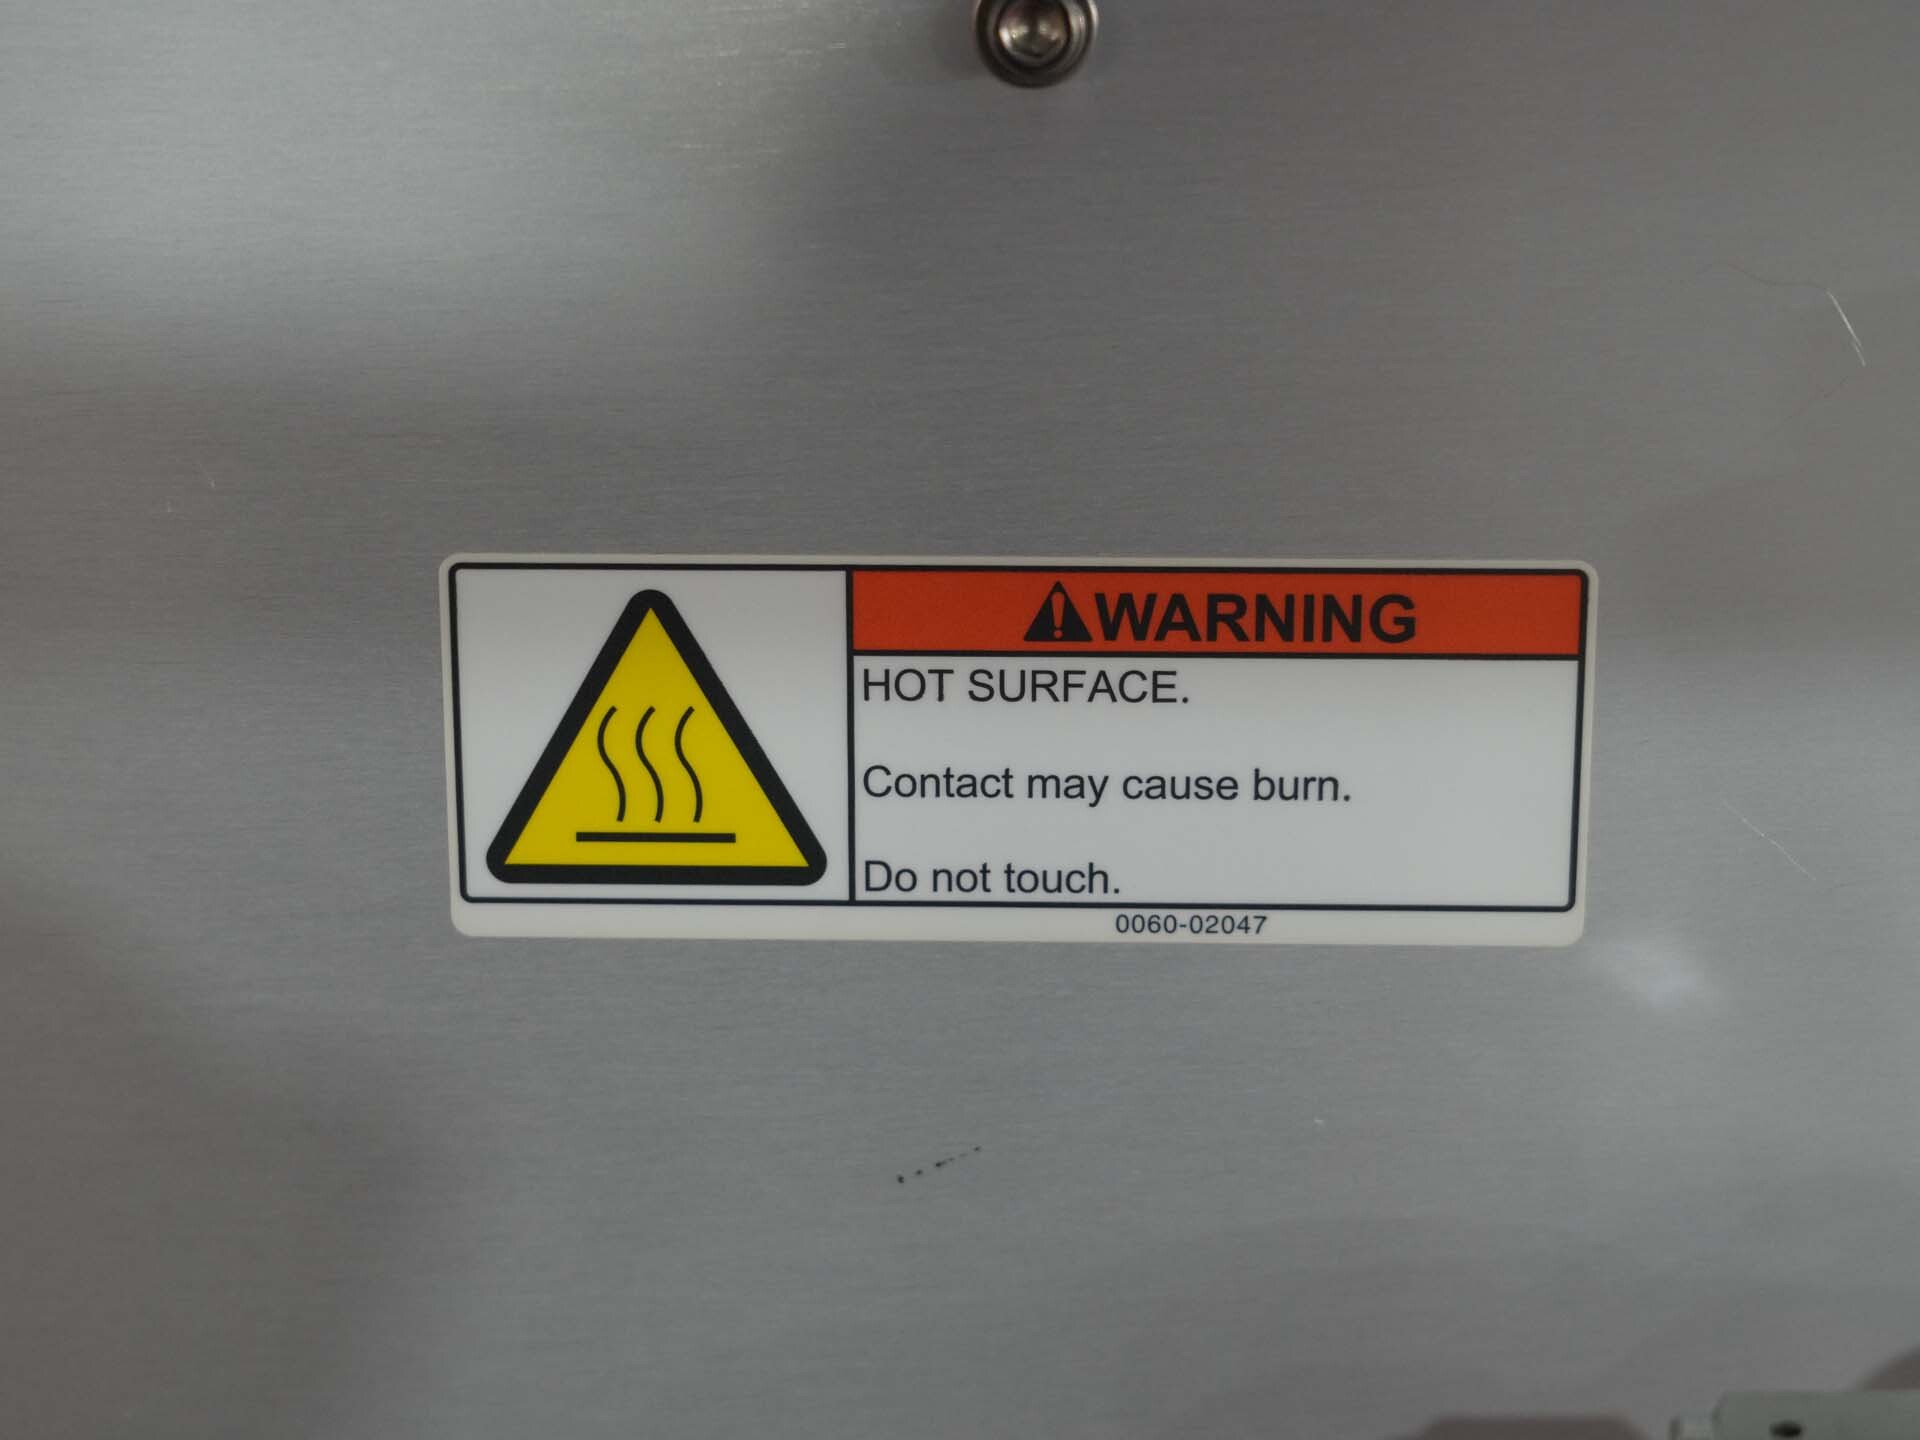 WARNING
HOT SURFACE.
Contact may cause burn.
Do not touch.
0060-02047